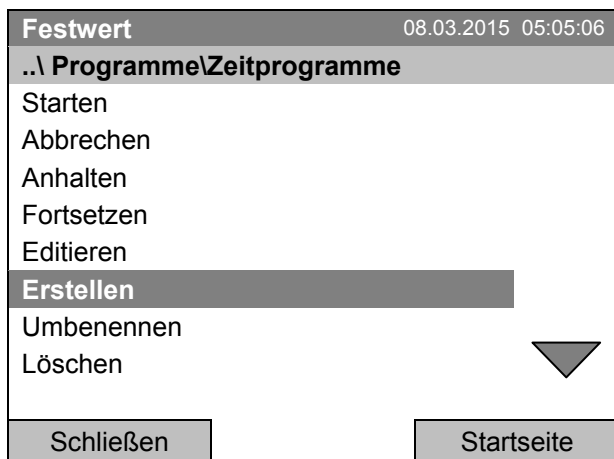 Festwert 08.03.2015 05:05:06
..\ Programme\Zeitprogramme
Starten
Abbrechen
Anhalten
Fortsetzen
Editieren
Erstellen
Umbenennen
Löschen
Schließen Startseite